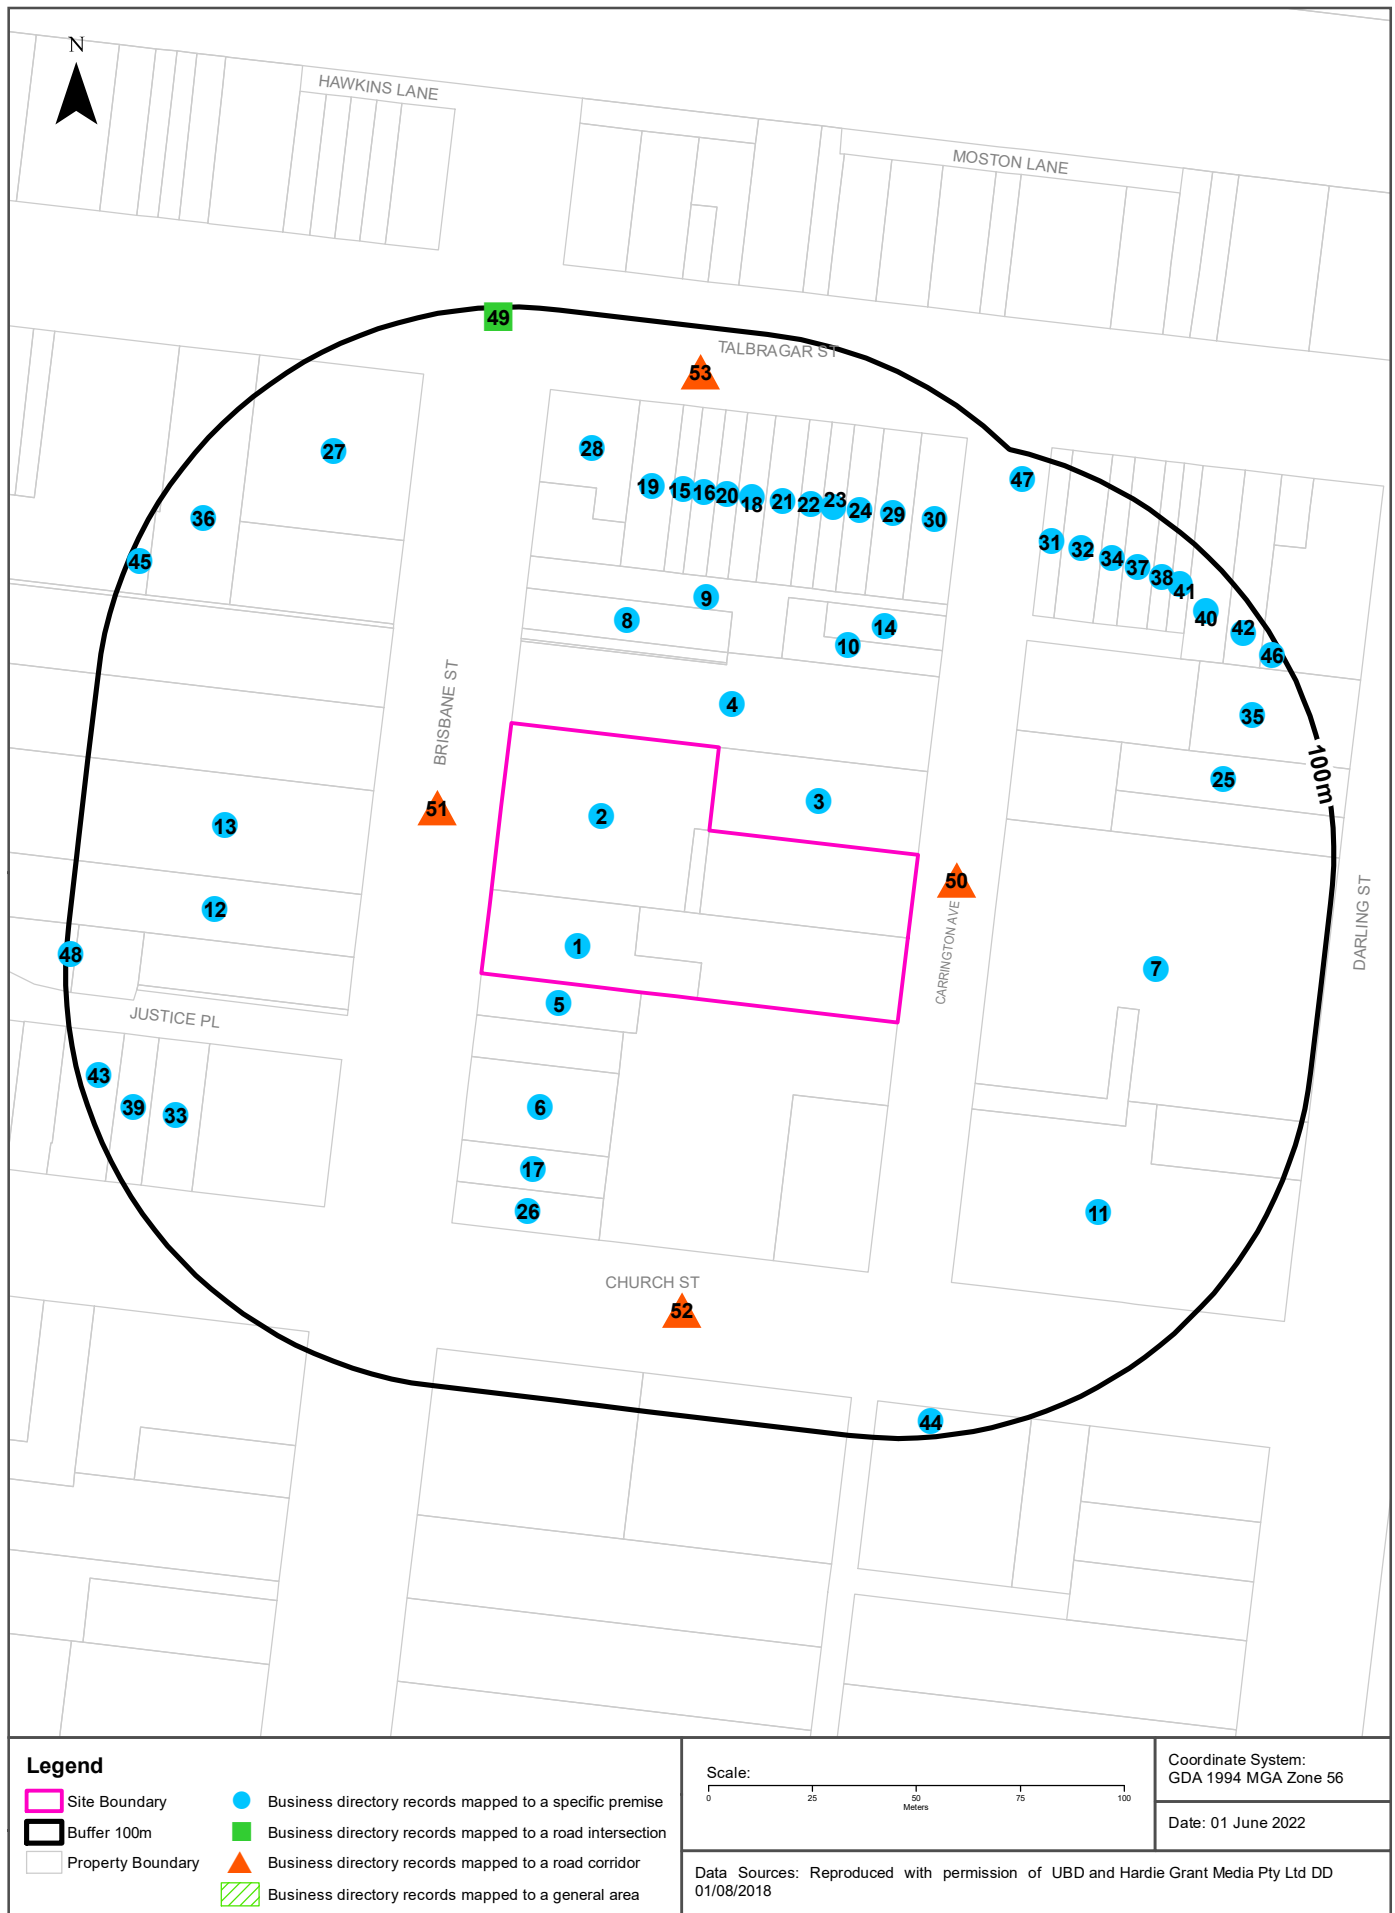 N
HAWKINS LANE
MOSTON LANE
49
TALBRAGAR ST
53
27
28
47
19
15
16
20
18
21
22
23
24
29
30
36
45
31
32
34
37
38
41
40
42
46
9
8
14
10
BRISBANE ST
4
35
100m
25
51
2
3
13
50
12
1
48
CARRINGTON AVE
7
DARLING ST
5
JUSTICE PL
43
39
33
6
17
26
11
CHURCH ST
52
44
Legend
Site Boundary
Buffer 100m
Property Boundary
Business directory records mapped to a specific premise
Business directory records mapped to a road intersection
Business directory records mapped to a road corridor
Business directory records mapped to a general area
Scale:
0 25 50 75 100
Meters
Coordinate System:
GDA 1994 MGA Zone 56
Date: 01 June 2022
Data Sources: Reproduced with permission of UBD and Hardie Grant Media Pty Ltd DD
01/08/2018